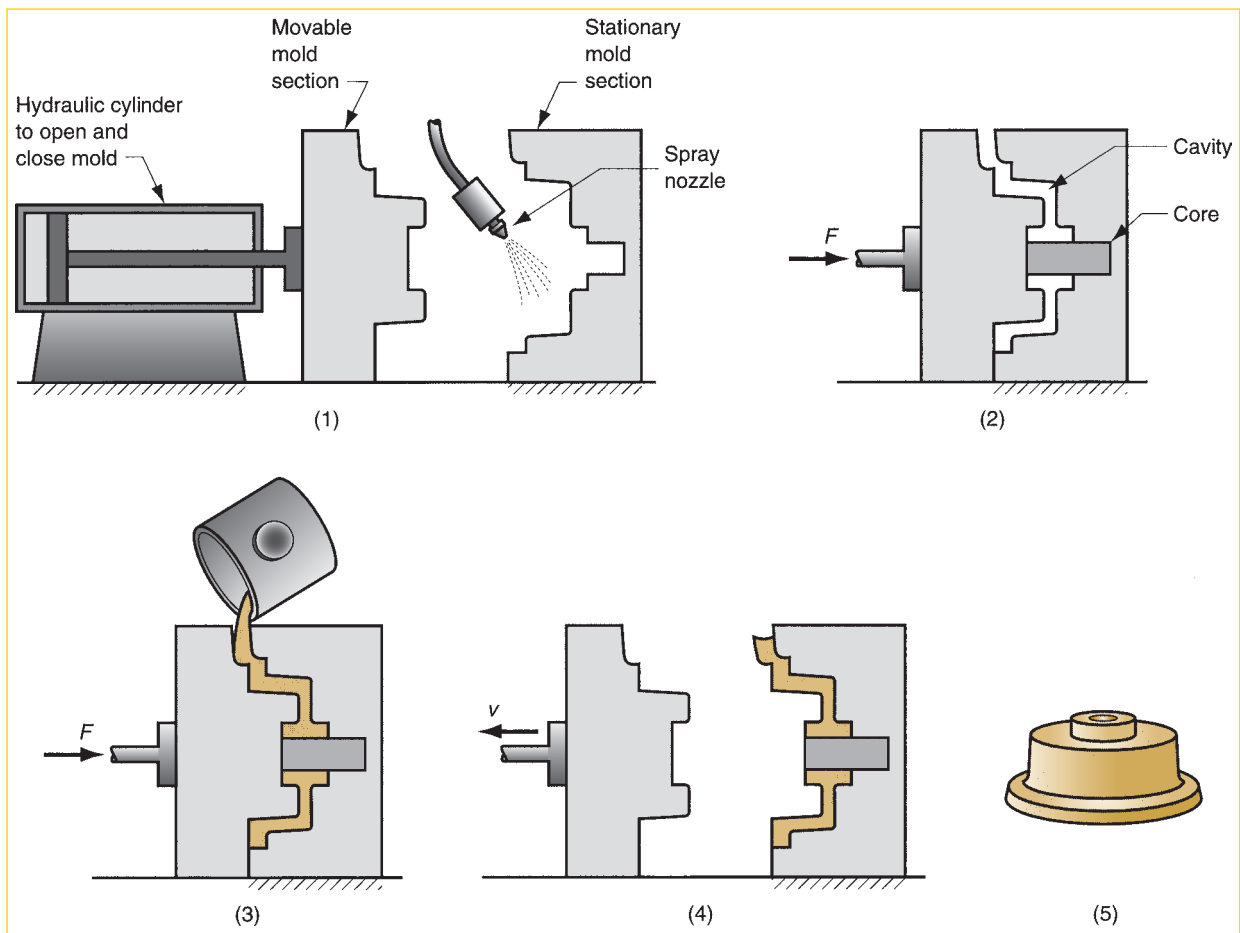 Movable
mold
section
Stationary
mold
section
Hydraulic cylinder
to open and
close mold
Spray
nozzle
Cavity
Core
F
(1)
(2)
F
v
(3)
(4)
(5)